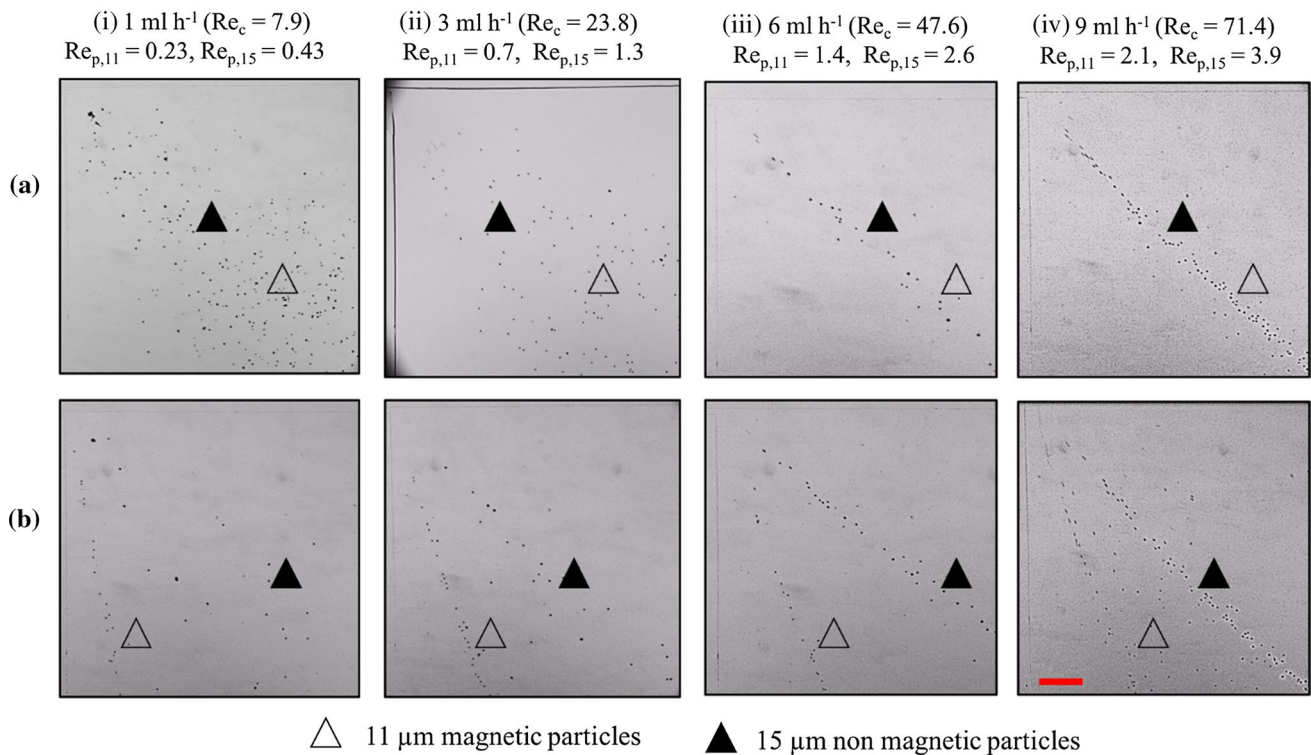 (i) 1 ml h⁻¹ (Re_c = 7.9)
Re_p,11 = 0.23, Re_p,15 = 0.43
(ii) 3 ml h⁻¹ (Re_c = 23.8)
Re_p,11 = 0.7, Re_p,15 = 1.3
(iii) 6 ml h⁻¹ (Re_c = 47.6)
Re_p,11 = 1.4, Re_p,15 = 2.6
(iv) 9 ml h⁻¹ (Re_c = 71.4)
Re_p,11 = 2.1, Re_p,15 = 3.9
(a)
(b)
11 µm magnetic particles
15 µm non magnetic particles